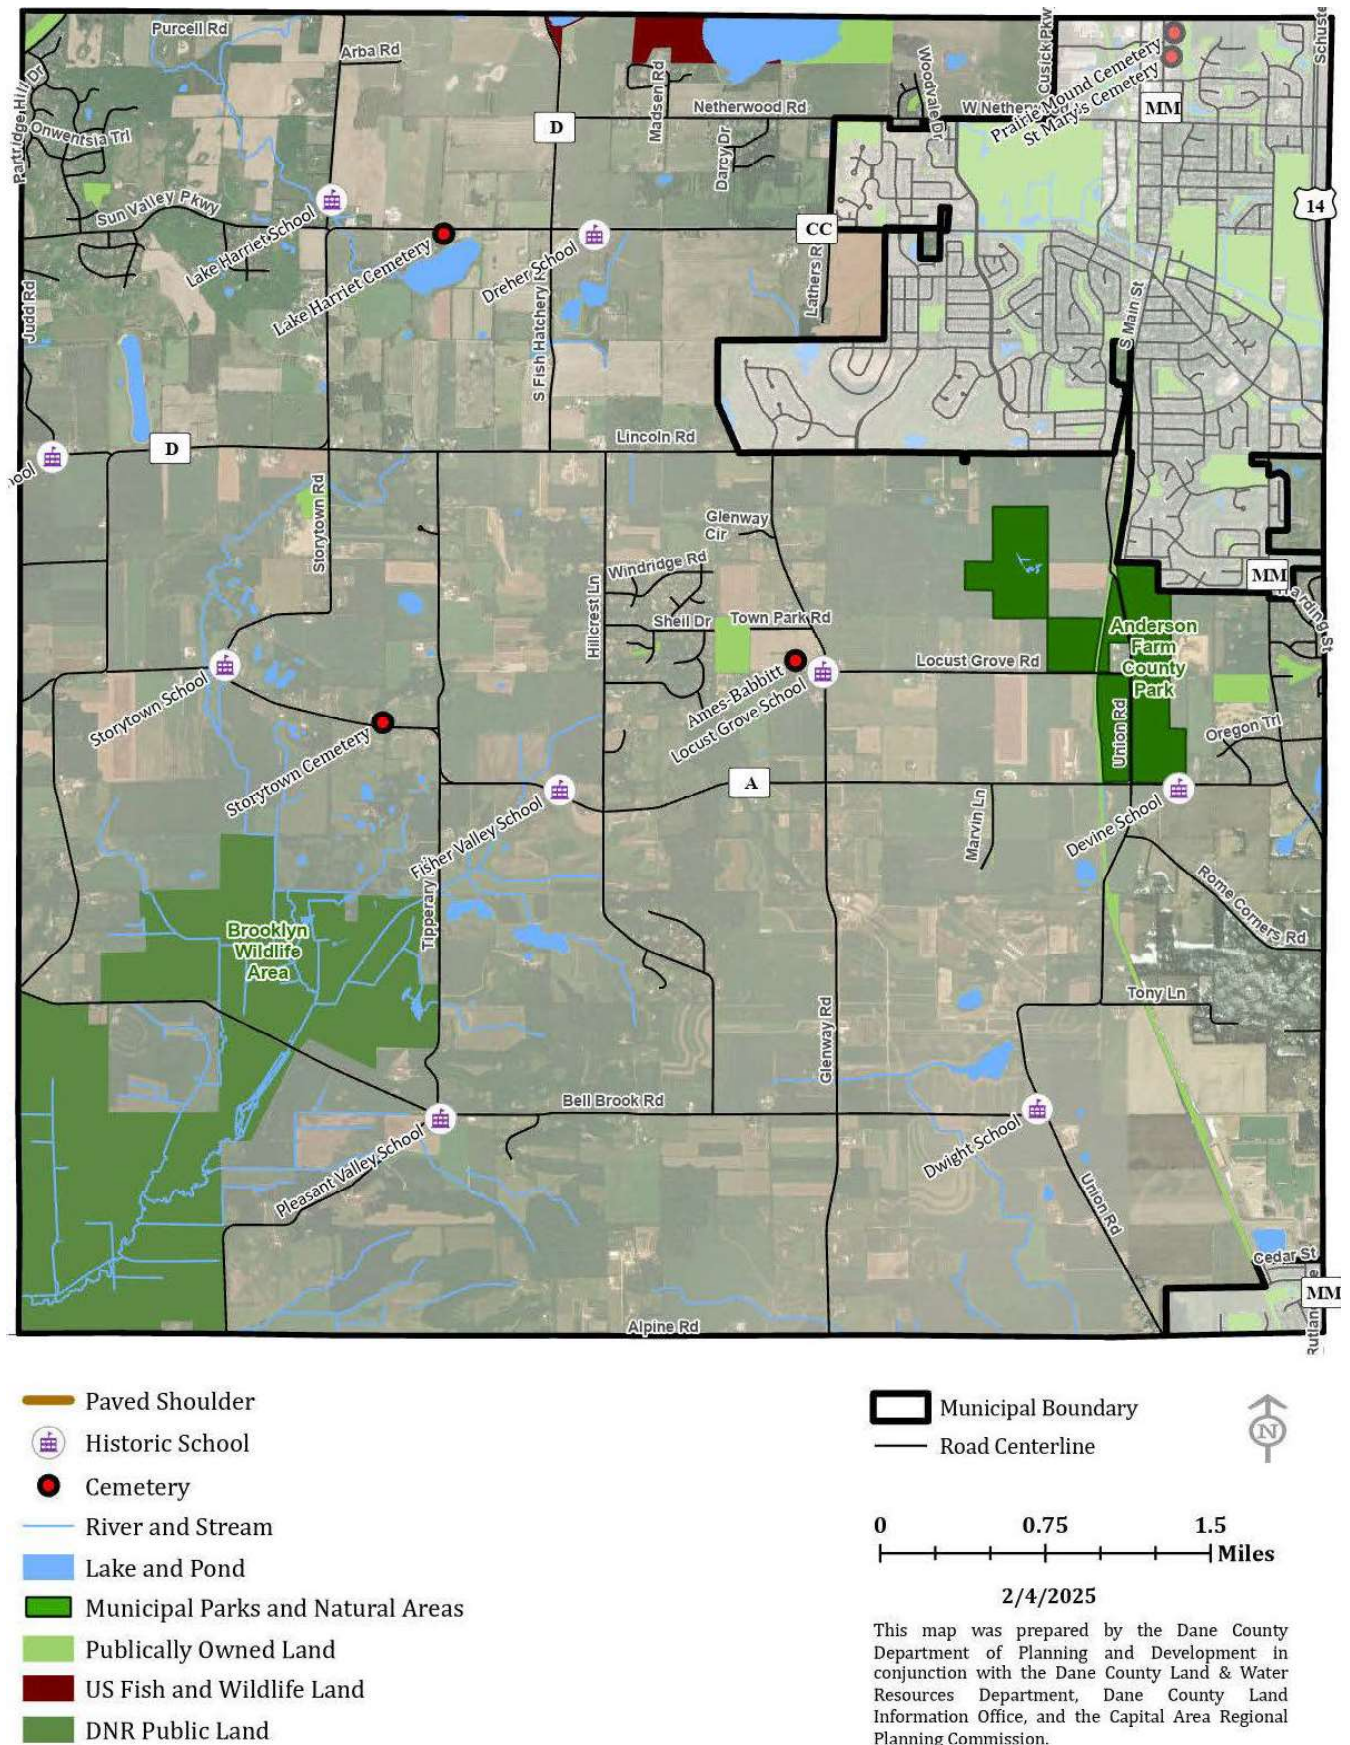 Purcell Rd
Arba Rd
Partridge Hill Dr
Onwentsia Trl
Sun Valley Pkwy
Lake Harriet School
Lake Harriet Cemetery
Dreher School
D
Madsen Rd
Netherwood Rd
Darcy Dr
Woodvale Dr
W Nethe
Cusick Pkw
Prairie Mound Cemetery
St Mary's Cemetery
MM
Schuste
14
CC
Lathers R
Judd Rd
S Fish Hatchery R
S Main St
Lincoln Rd
D
ool
Storytown Rd
Glenway
Cir
Windridge Rd
Hillcrest Ln
Sheil Dr
Town Park Rd
MM
Harding St
Anderson
Farm
County
Park
Locust Grove Rd
Ames-Babbitt
Locust Grove School
Storytown School
Storytown Cemetery
Union Rd
Oregon Trl
A
Fisher Valley School
Marvin Ln
Devine School
Rome Corners Rd
Tipperary
Brooklyn
Wildlife
Area
Tony Ln
Glenway Rd
Bell Brook Rd
Pleasant Valley School
Dwight School
Union Rd
Cedar St
MM
Rutlan
Alpine Rd
Paved Shoulder
Historic School
Cemetery
River and Stream
Lake and Pond
Municipal Parks and Natural Areas
Publically Owned Land
US Fish and Wildlife Land
DNR Public Land
Municipal Boundary
Road Centerline
N
0 0.75 1.5
Miles
2/4/2025
This map was prepared by the Dane County
Department of Planning and Development in
conjunction with the Dane County Land & Water
Resources Department, Dane County Land
Information Office, and the Capital Area Regional
Planning Commission.